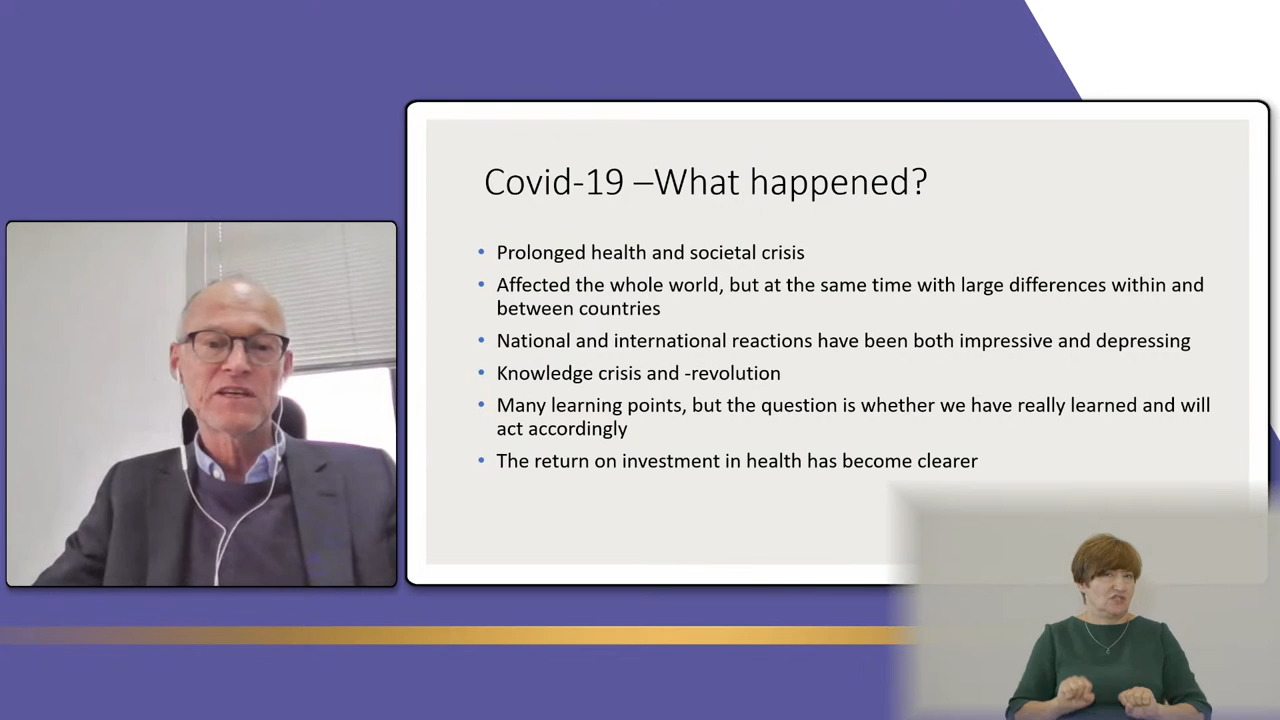 Covid-19 –What happened?
• Prolonged health and societal crisis
• Affected the whole world, but at the same time with large differences within and
between countries
• National and international reactions have been both impressive and depressing
• Knowledge crisis and -revolution
• Many learning points, but the question is whether we have really learned and will
act accordingly
• The return on investment in health has become clearer